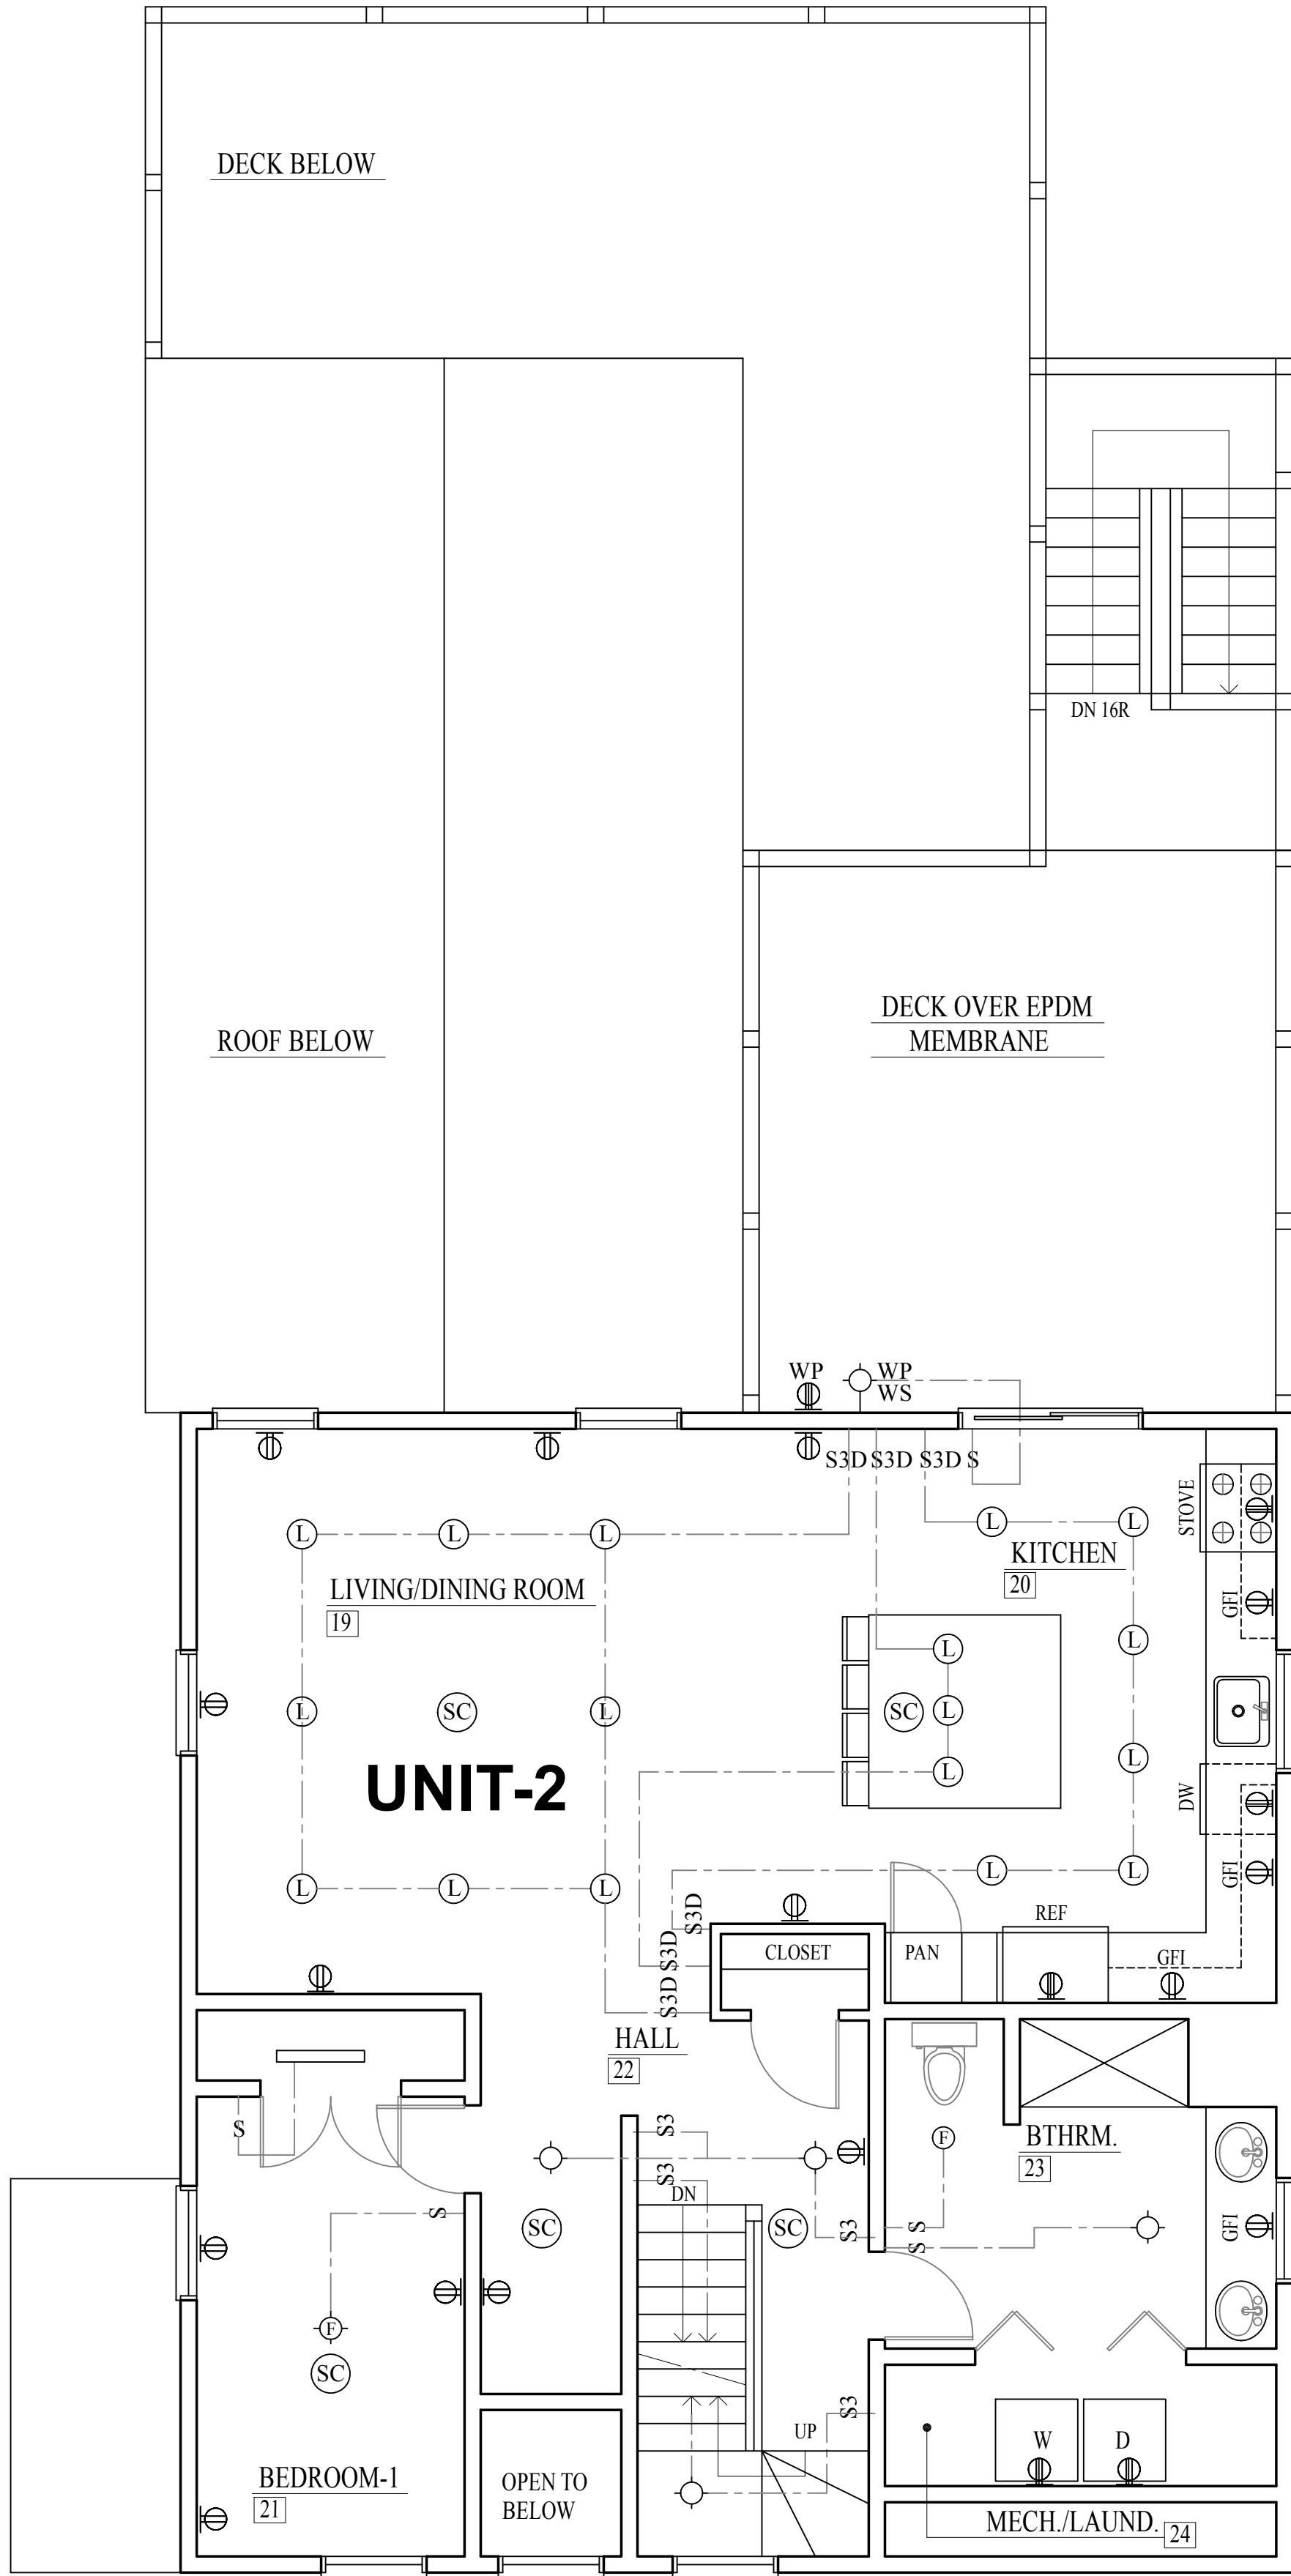 DECK BELOW
DN 16R
ROOF BELOW
DECK OVER EPDM
MEMBRANE
WP
WP
WS
S3D S3D S3D S
STOVE
L L L L L
KITCHEN
20
LIVING/DINING ROOM
19
GFI
L
L
L SC L SC L
L
L
UNIT-2
DW
L L L L L
GFI
S3D
REF
S3D
CLOSET
PAN
GFI
S3D
HALL
22
S
S3
F
BTHRM.
23
S3
DN
S
SC
SC
S3
S
S
GFI
F
SC
S3
UP
W
D
BEDROOM-1
21
OPEN TO
BELOW
MECH./LAUND. 24